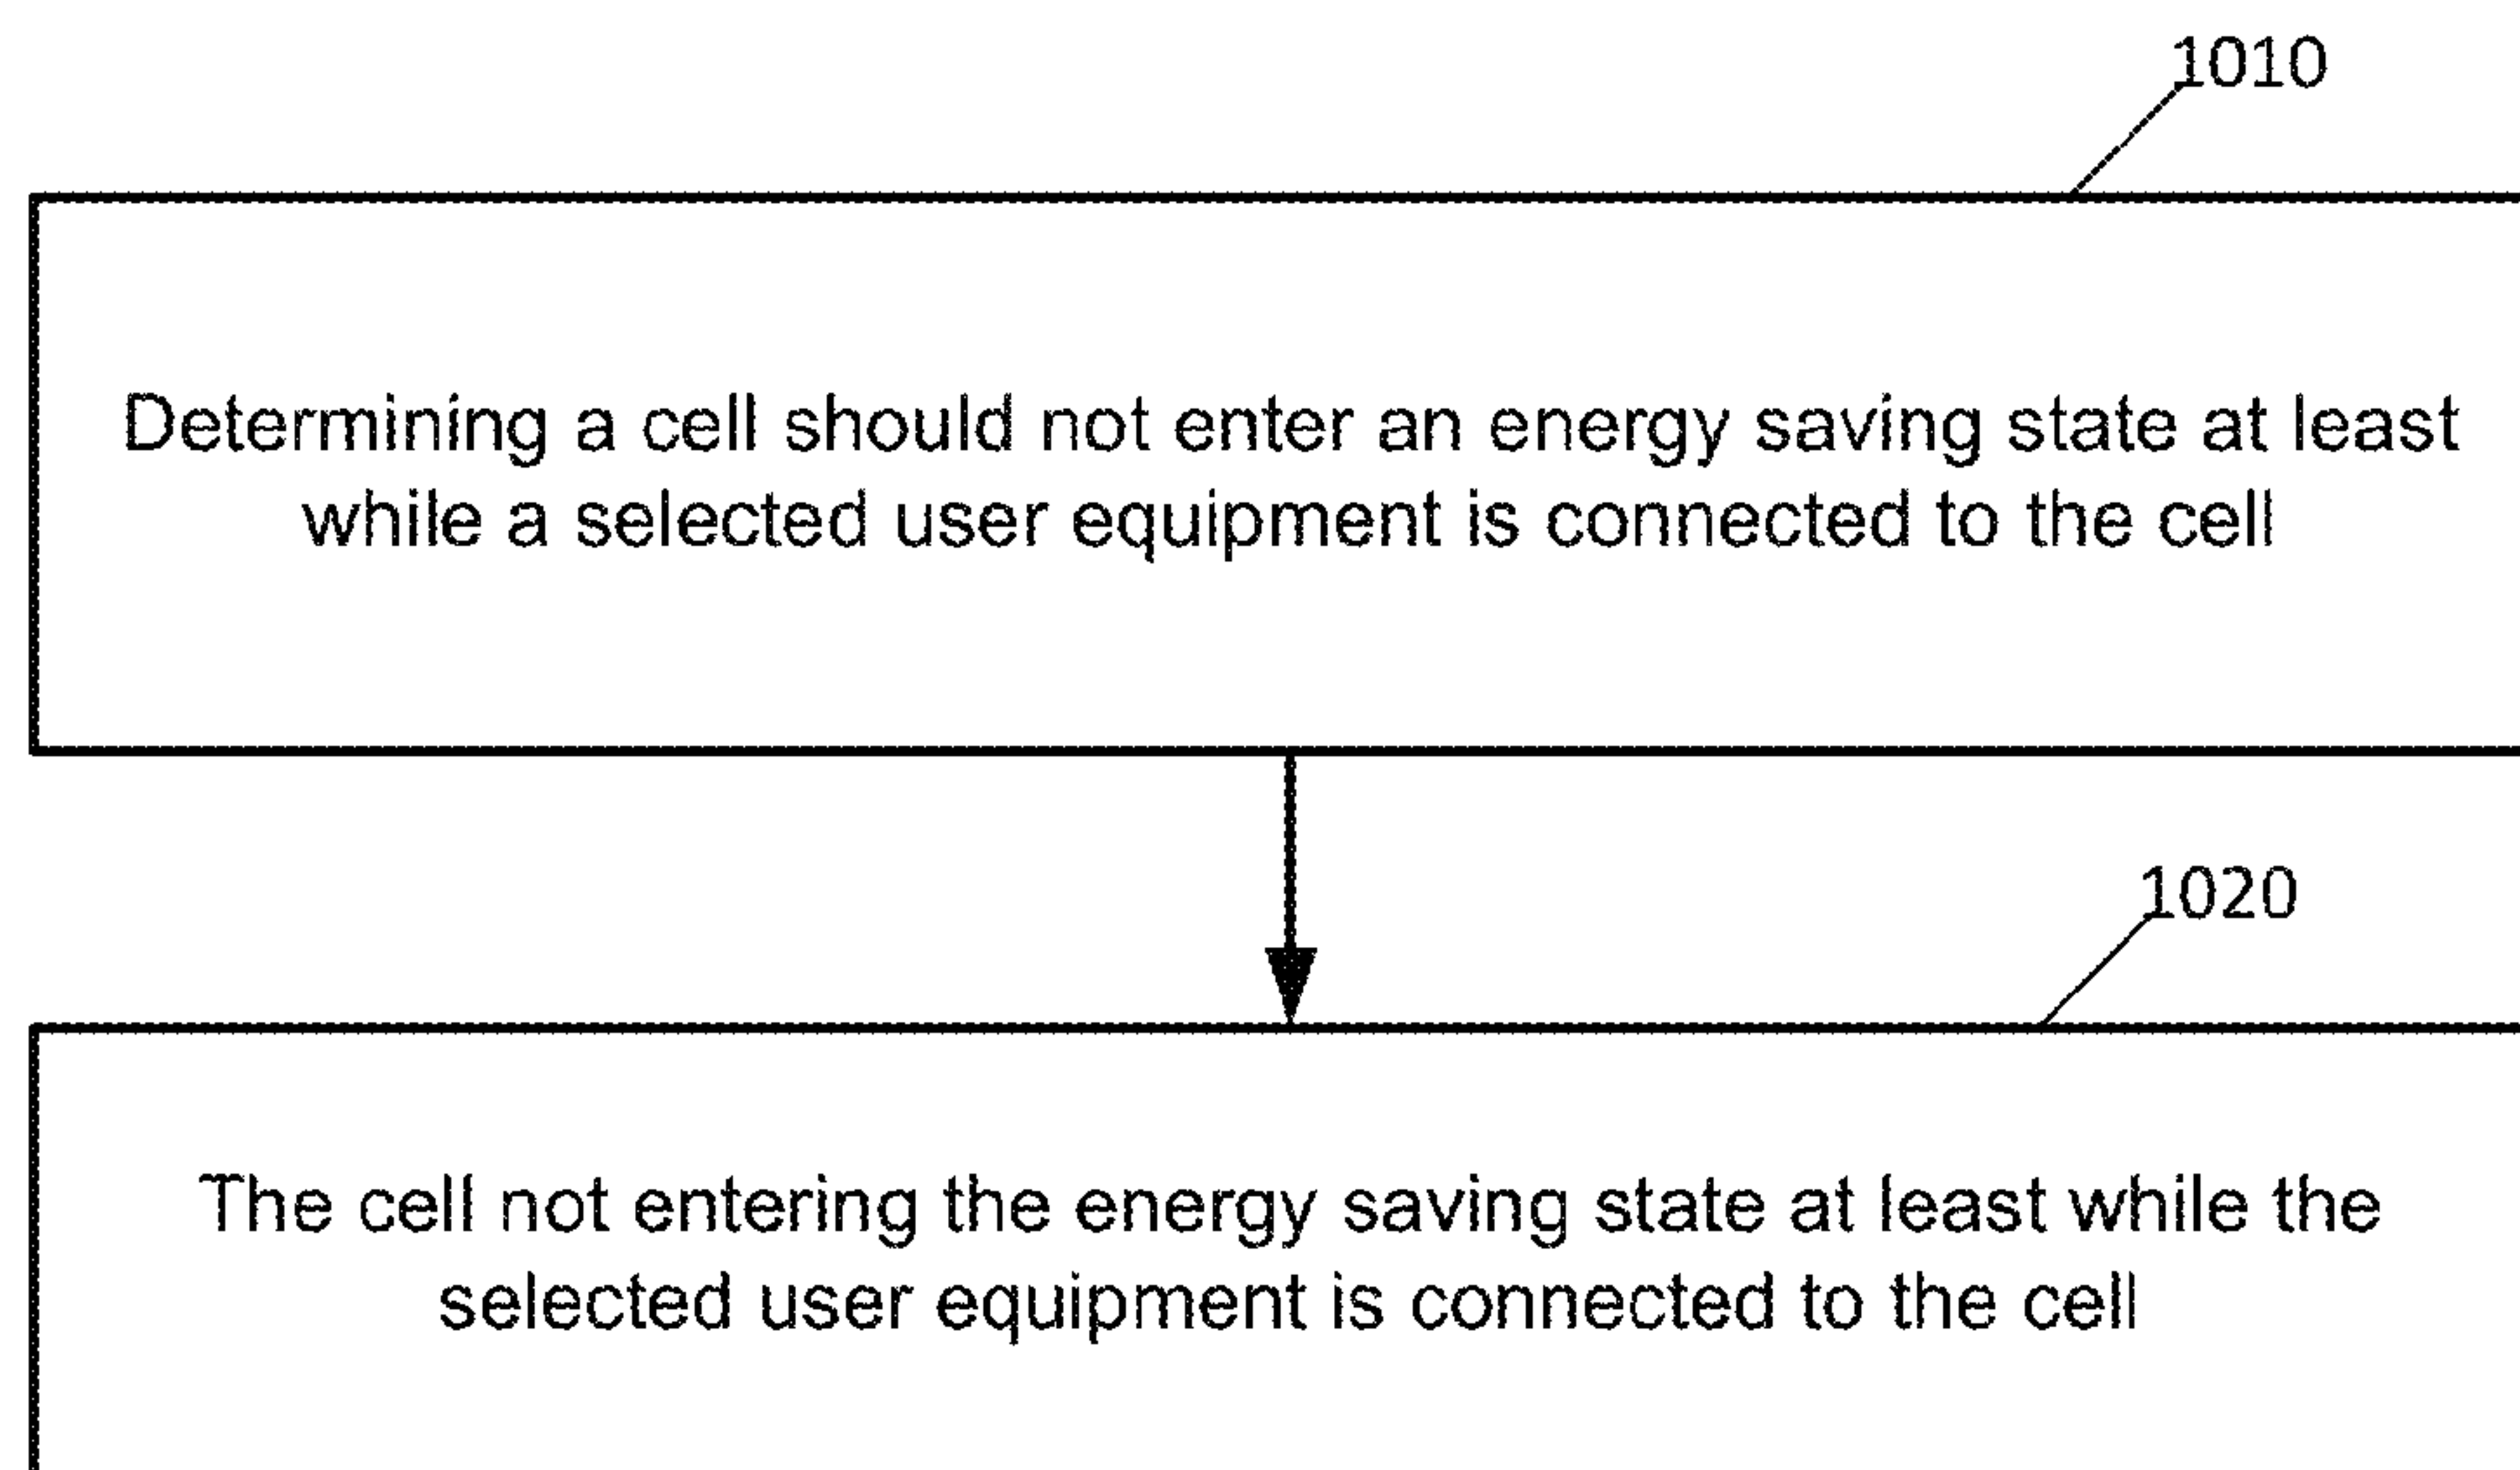 1010
Determining a cell should not enter an energy saving state at least
while a selected user equipment is connected to the cell
1020
The cell not entering the energy saving state at least while the
selected user equipment is connected to the cell